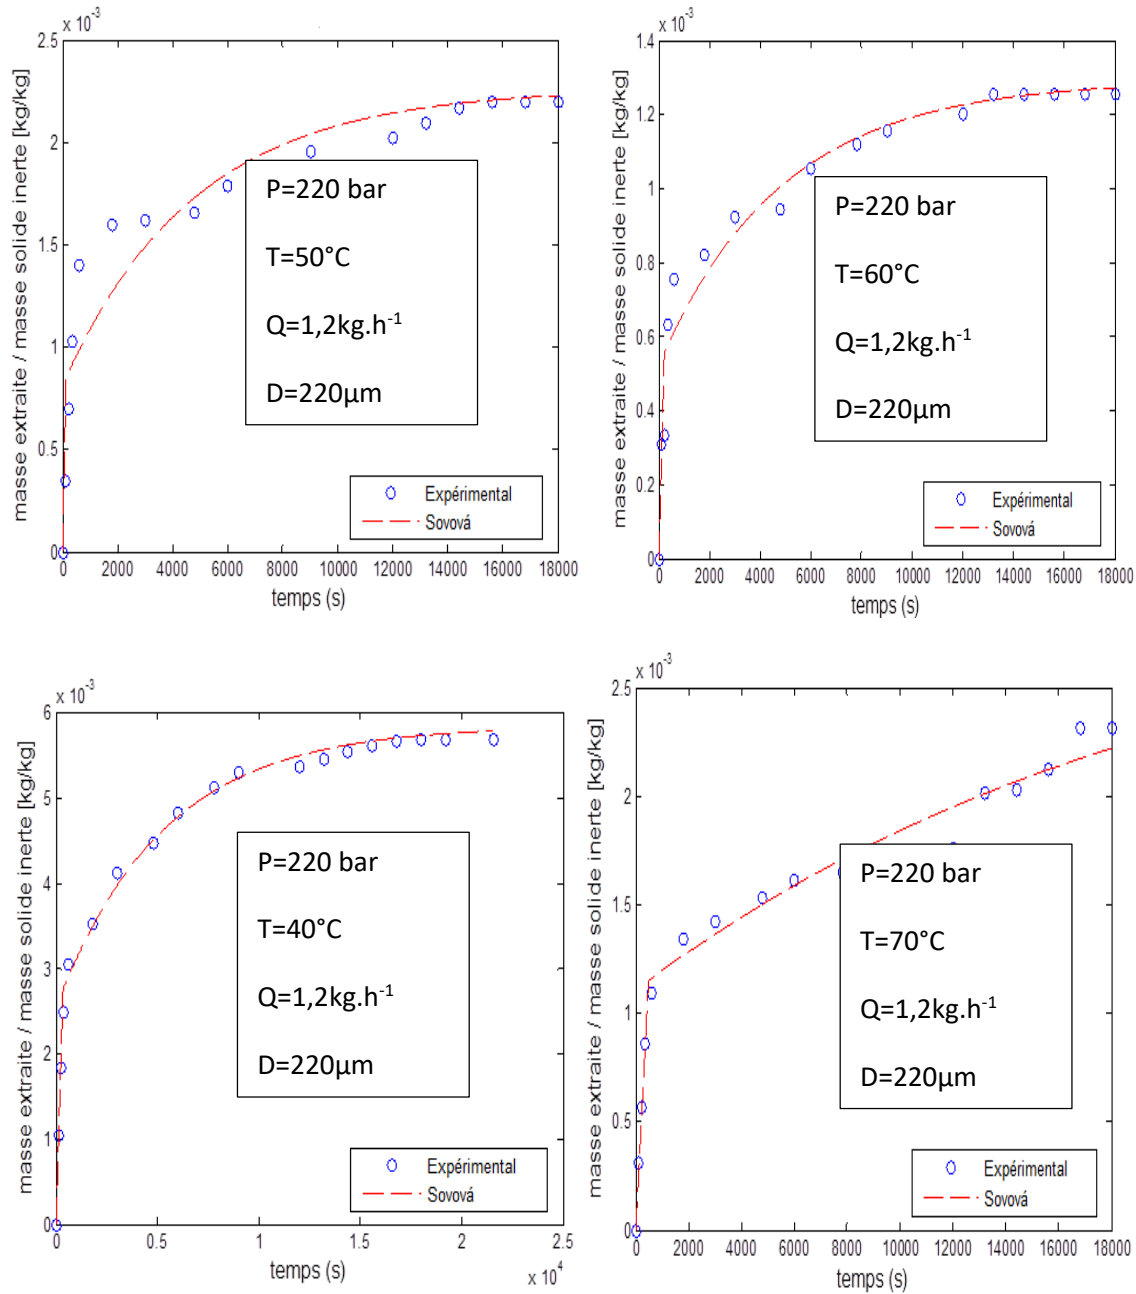 x 10-3
2.5
2
1.5
1
0.5
0
masse extraite / masse solide inerte [kg/kg]
P=220 bar
T=50°C
Q=1,2kg.h-1
D=220µm
Expérimental
Sovová
0 2000 4000 6000 8000 10000 12000 14000 16000 18000
temps (s)
x 10-3
1.4
1.2
1
0.8
0.6
0.4
0.2
0
masse extraite / masse solide inerte [kg/kg]
P=220 bar
T=60°C
Q=1,2kg.h-1
D=220µm
Expérimental
Sovová
0 2000 4000 6000 8000 10000 12000 14000 16000 18000
temps (s)
x 10-3
6
5
4
3
2
1
0
masse extraite / masse solide inerte [kg/kg]
P=220 bar
T=40°C
Q=1,2kg.h-1
D=220µm
Expérimental
Sovová
0 0.5 1 1.5 2 2.5
temps (s)
x 104
x 10-3
2.5
2
1.5
1
0.5
0
masse extraite / masse solide inerte [kg/kg]
P=220 bar
T=70°C
Q=1,2kg.h-1
D=220µm
Expérimental
Sovová
0 2000 4000 6000 8000 10000 12000 14000 16000 18000
temps (s)